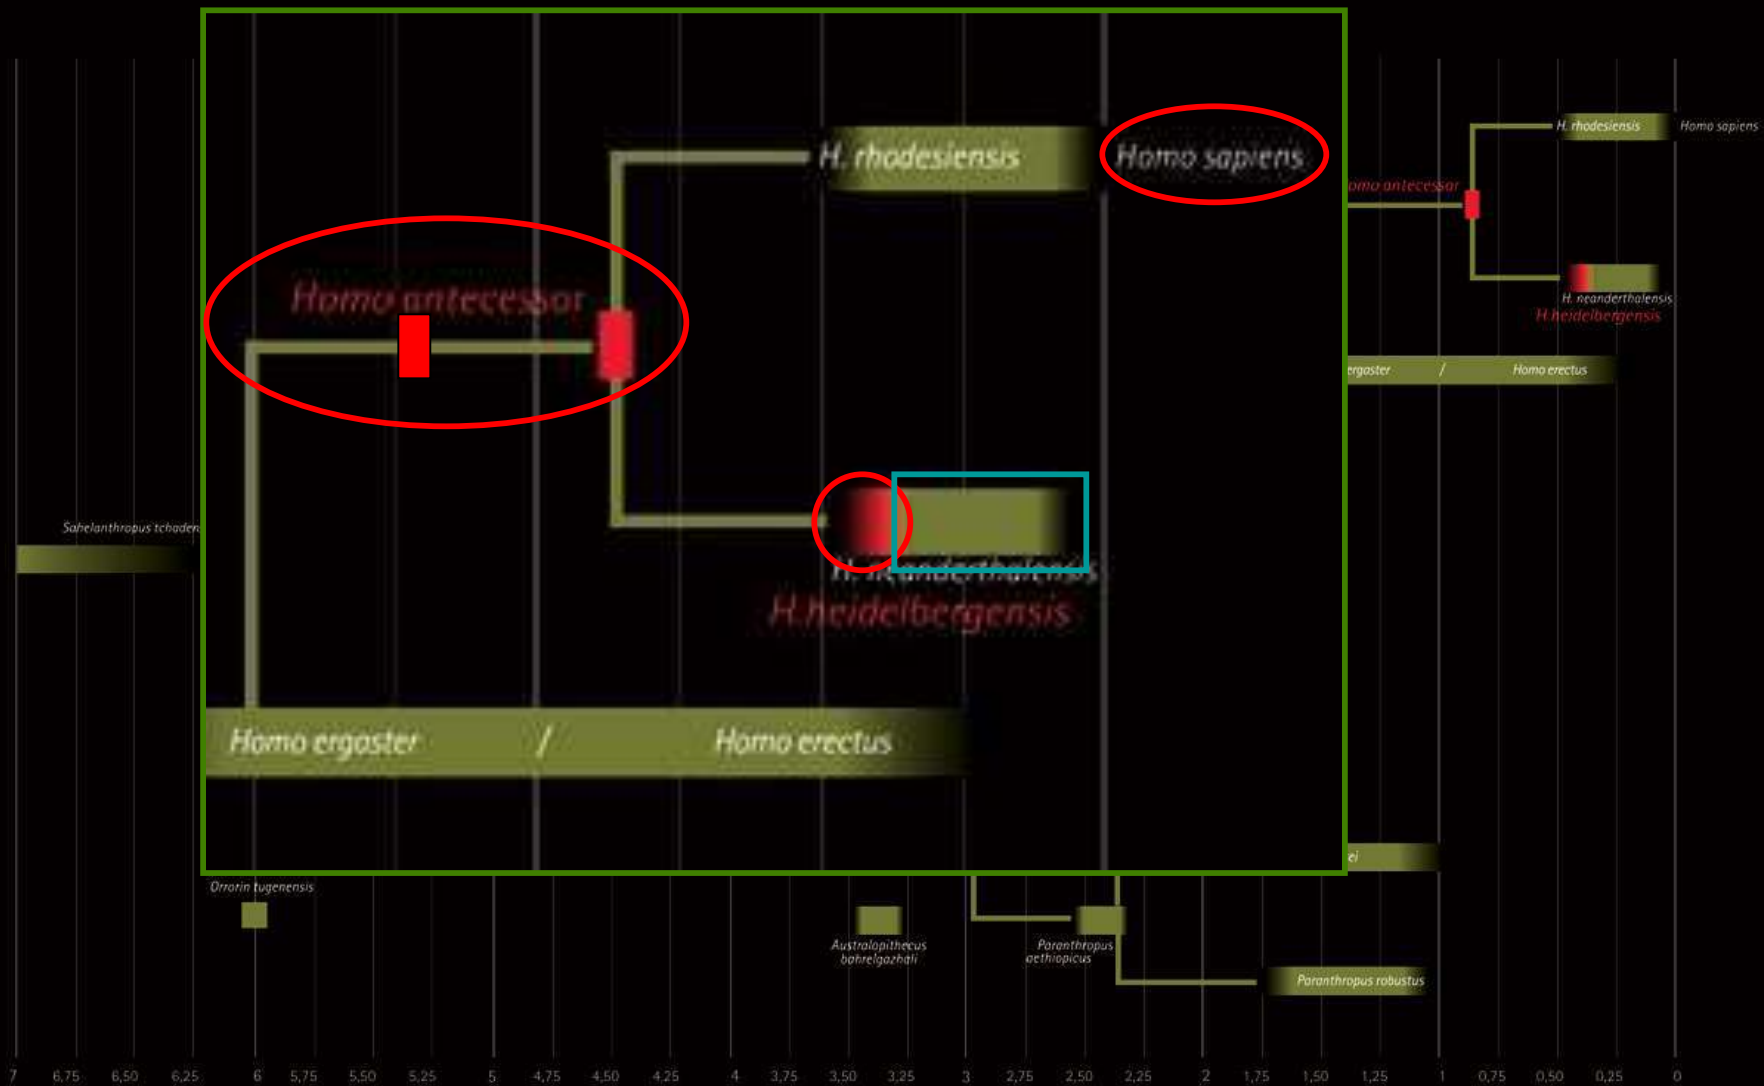 H. rhodesiensis
Homo sapiens
Homo antecessor
H. neanderthalensis
H.heidelbergensis
Homo ergaster / Homo erectus
H. rhodesiensis
Homo sapiens
omo antecessor
H. neanderthalensis
H.heidelbergensis
ergaster / Homo erectus
Sahelanthropus tchaden
ei
Orrorin tugenensis
Australopithecus
bahrelgazhali
Paranthropus
aethiopicus
Paranthropus robustus
7 6,75 6,50 6,25 6 5,75 5,50 5,25 5 4,75 4,50 4,25 4 3,75 3,50 3,25 3 2,75 2,50 2,25 2 1,75 1,50 1,25 1 0,75 0,50 0,25 0